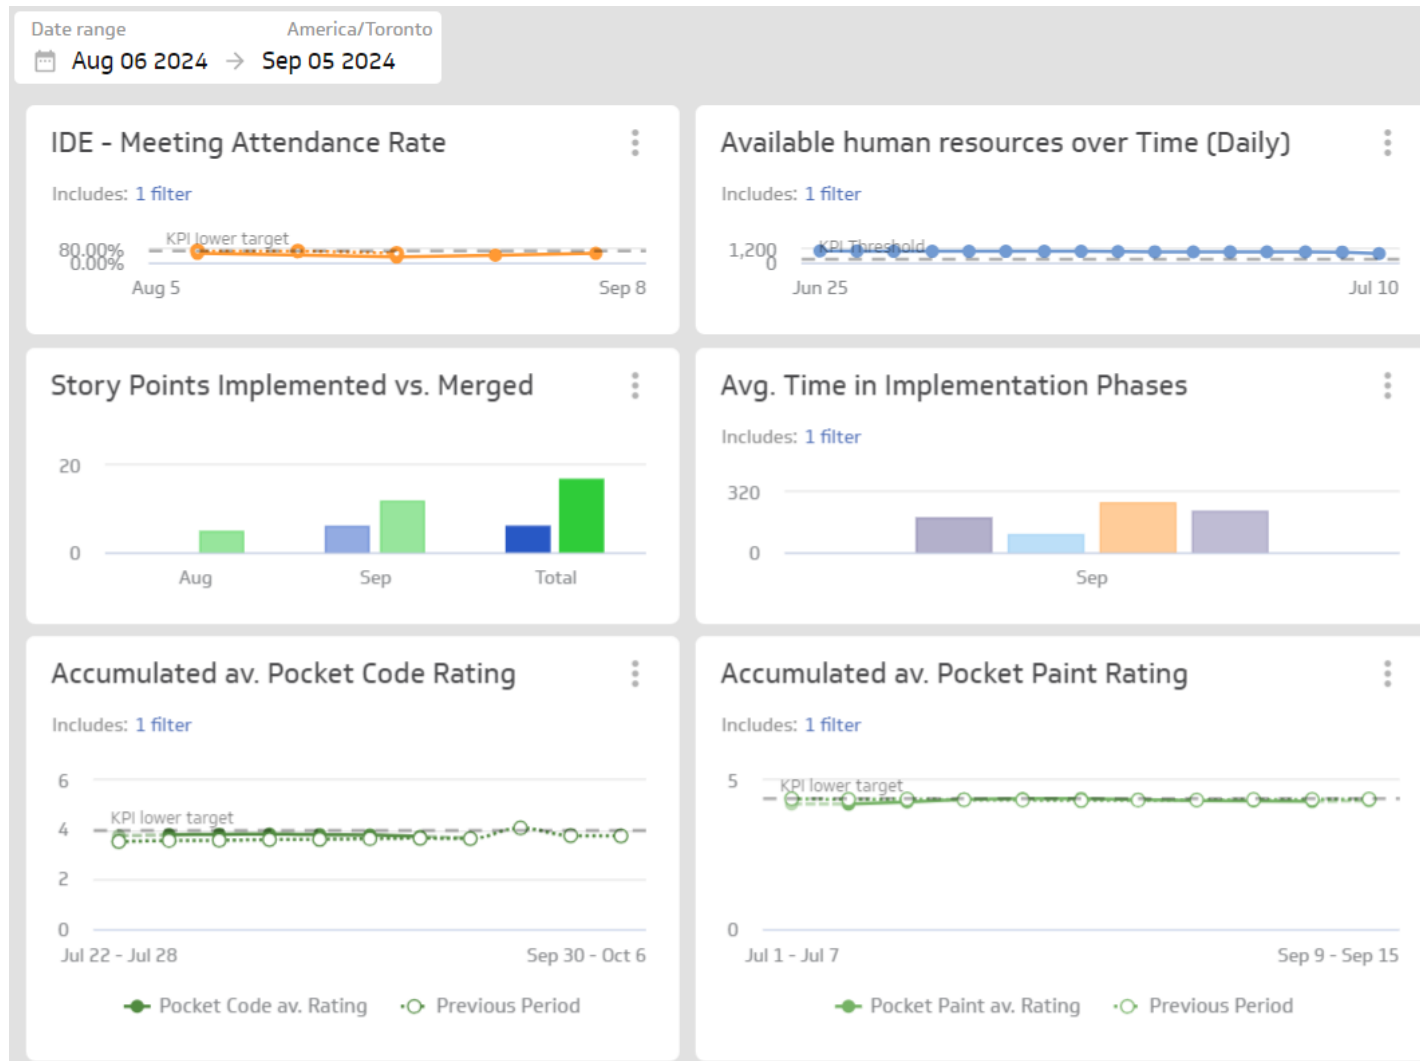 Date range America/Toronto
Aug 06 2024 → Sep 05 2024
IDE - Meeting Attendance Rate
Includes: 1 filter
KPI lower target
80.00%
0.00%
Aug 5 Sep 8
Available human resources over Time (Daily)
Includes: 1 filter
KPI Threshold
1,200
0
Jun 25 Jul 10
Story Points Implemented vs. Merged
20
0
Aug Sep Total
Avg. Time in Implementation Phases
Includes: 1 filter
320
0
Sep
Accumulated av. Pocket Code Rating
Includes: 1 filter
6
KPI lower target
4
2
0
Jul 22 - Jul 28 Sep 30 - Oct 6
Pocket Code av. Rating Previous Period
Accumulated av. Pocket Paint Rating
Includes: 1 filter
5
KPI lower target
0
Jul 1 - Jul 7 Sep 9 - Sep 15
Pocket Paint av. Rating Previous Period